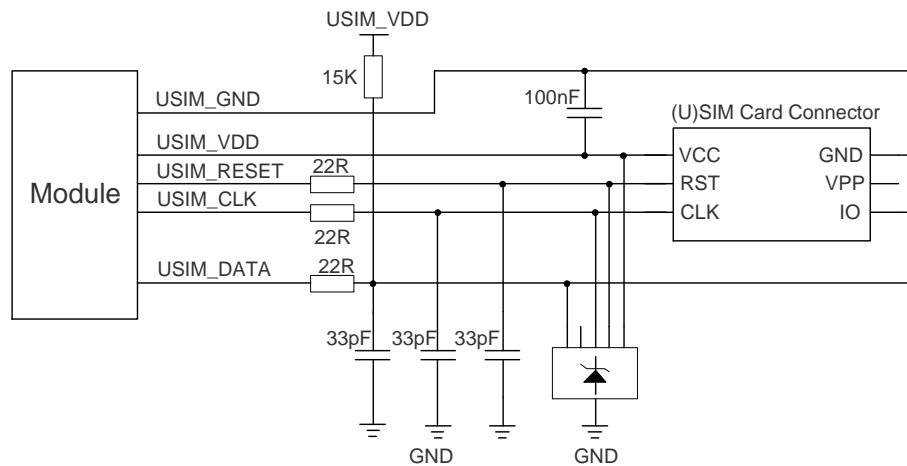 USIM_VDD
15K
USIM_GND
100nF
(U)SIM Card Connector
USIM_VDD
VCC
GND
USIM_RESET
22R
RST
VPP
Module
USIM_CLK
CLK
IO
22R
USIM_DATA
22R
33pF
33pF
33pF
GND
GND